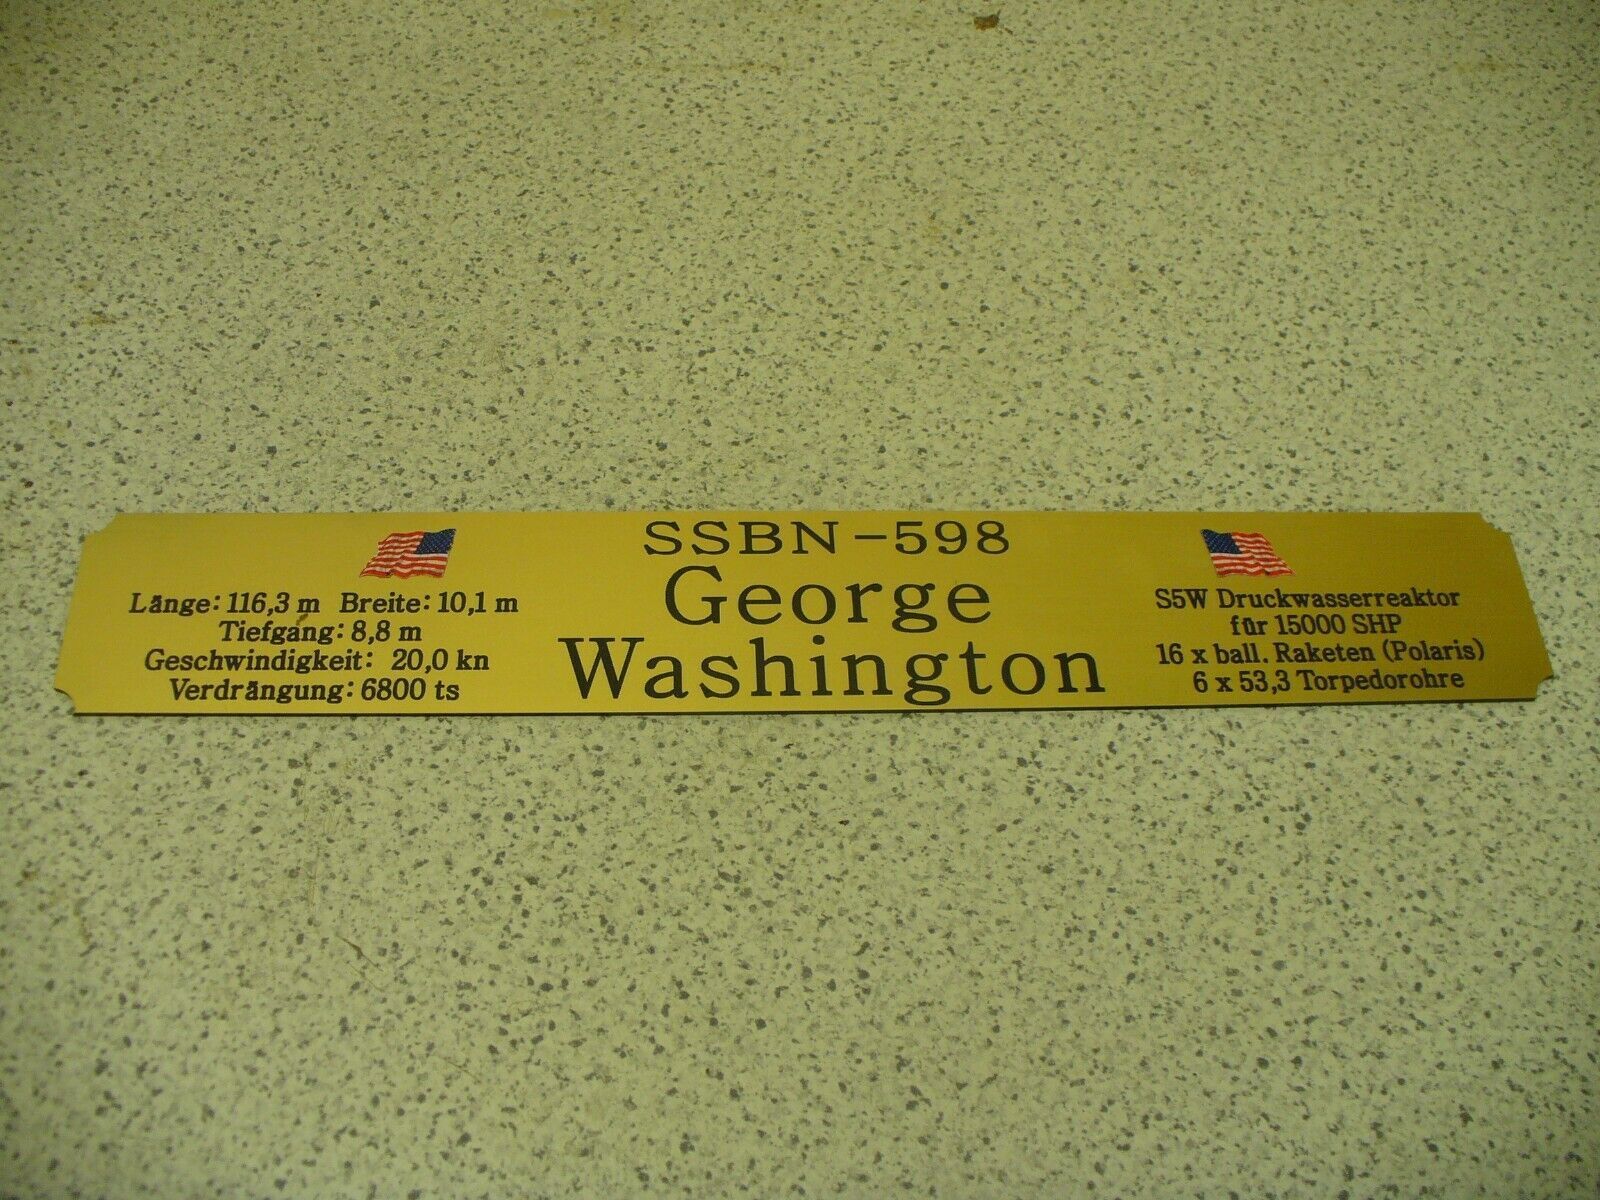 SSBN-598
George
Washington
Länge: 116,3 m Breite: 10,1 m
Tiefgang: 8,8 m
Geschwindigkeit: 20,0 kn
Verdrängung: 6800 ts
S5W Druckwasserreaktor
für 15000 SHP
16 x ball. Raketen (Polaris)
6 x 53,3 Torpedorohre